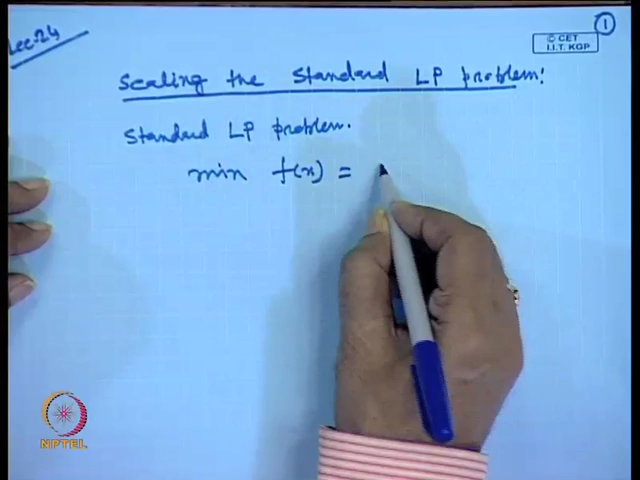 Lec:24
1
© CET
I.I.T. KGP
Scaling the Standard LP problem!
Standard LP problem.
min f(x) =
NPTEL